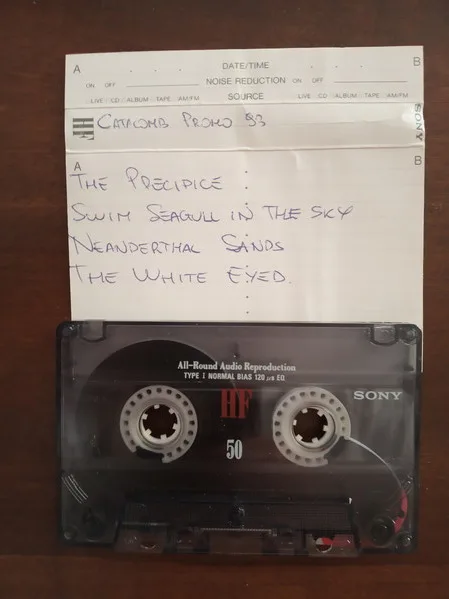 A DATE/TIME B
ON OFF NOISE REDUCTION ON OFF
LIVE CD ALBUM TAPE AM/FM SOURCE LIVE CD ALBUM TAPE AM/FM
HF CATACOMB PROMO 93 SONY
A B
THE PRECIPICE
SWIM SEAGULL IN THE SKY
NEANDERTHAL SANDS
THE WHITE EYED.
All-Round Audio Reproduction
TYPE I NORMAL BIAS 120 µs EQ
HF SONY
50